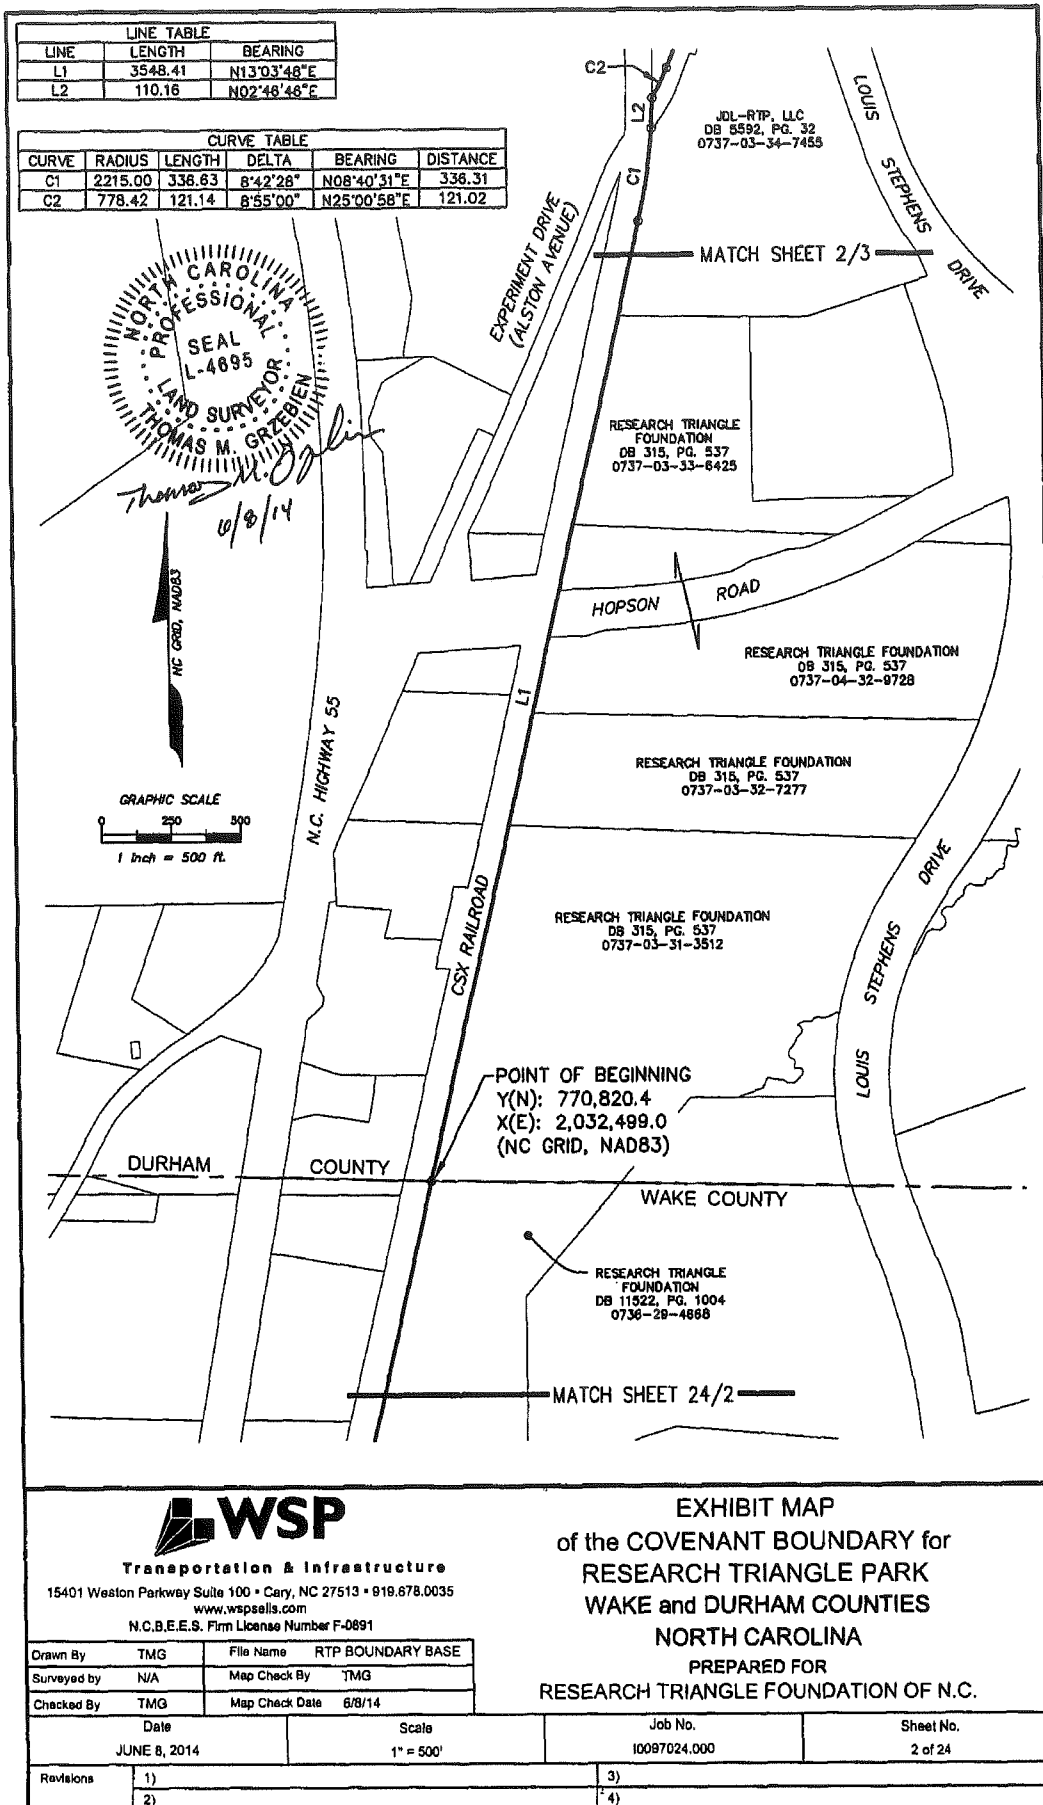 LINE TABLE
LINE LENGTH BEARING
L1 3548.41 N13°03'48"E
L2 110.16 N02°46'46"E
CURVE TABLE
CURVE RADIUS LENGTH DELTA BEARING DISTANCE
C1 2215.00 336.63 8°42'28" N08°40'31"E 336.31
C2 778.42 121.14 8°55'00" N25°00'58"E 121.02
C2
L2
C1
JDL-RTP, LLC
DB 5592, PG. 32
0737-03-34-7455
LOUIS
STEPHENS
DRIVE
MATCH SHEET 2/3
EXPERIMENT DRIVE
(ALSTON AVENUE)
NORTH CAROLINA
PROFESSIONAL
SEAL
L-4695
LAND SURVEYOR
THOMAS M. GRZEBIEN
6/8/14
RESEARCH TRIANGLE
FOUNDATION
DB 315, PG. 537
0737-03-33-6425
NC GRID, NAD83
HOPSON ROAD
RESEARCH TRIANGLE FOUNDATION
DB 315, PG. 537
0737-04-32-9728
L1
N.C. HIGHWAY 55
RESEARCH TRIANGLE FOUNDATION
DB 315, PG. 537
0737-03-32-7277
GRAPHIC SCALE
0 250 500
1 inch = 500 ft.
CSX RAILROAD
RESEARCH TRIANGLE FOUNDATION
DB 315, PG. 537
0737-03-31-3512
LOUIS
STEPHENS
DRIVE
POINT OF BEGINNING
Y(N): 770,820.4
X(E): 2,032,499.0
(NC GRID, NAD83)
DURHAM COUNTY
WAKE COUNTY
RESEARCH TRIANGLE
FOUNDATION
DB 11522, PG. 1004
0736-29-4668
MATCH SHEET 24/2
WSP
Transportation & Infrastructure
15401 Weston Parkway Suite 100 • Cary, NC 27513 • 919.678.0035
www.wspsells.com
N.C.B.E.E.S. Firm License Number F-0891
EXHIBIT MAP
of the COVENANT BOUNDARY for
RESEARCH TRIANGLE PARK
WAKE and DURHAM COUNTIES
NORTH CAROLINA
PREPARED FOR
RESEARCH TRIANGLE FOUNDATION OF N.C.
Drawn By TMG File Name RTP BOUNDARY BASE
Surveyed by N/A Map Check By TMG
Checked By TMG Map Check Date 6/8/14
Date Scale Job No. Sheet No.
JUNE 8, 2014 1" = 500' 10097024.000 2 of 24
Revisions 1) 3)
2) 4)